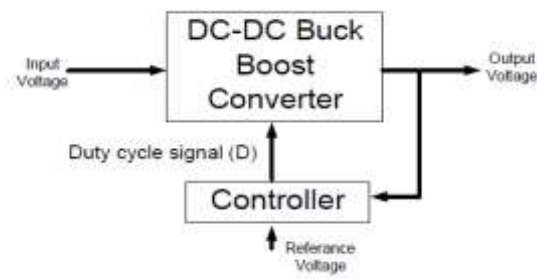 DC-DC Buck
Boost
Converter
Input
Voltage
Output
Voltage
Duty cycle signal (D)
Controller
Referance
Voltage